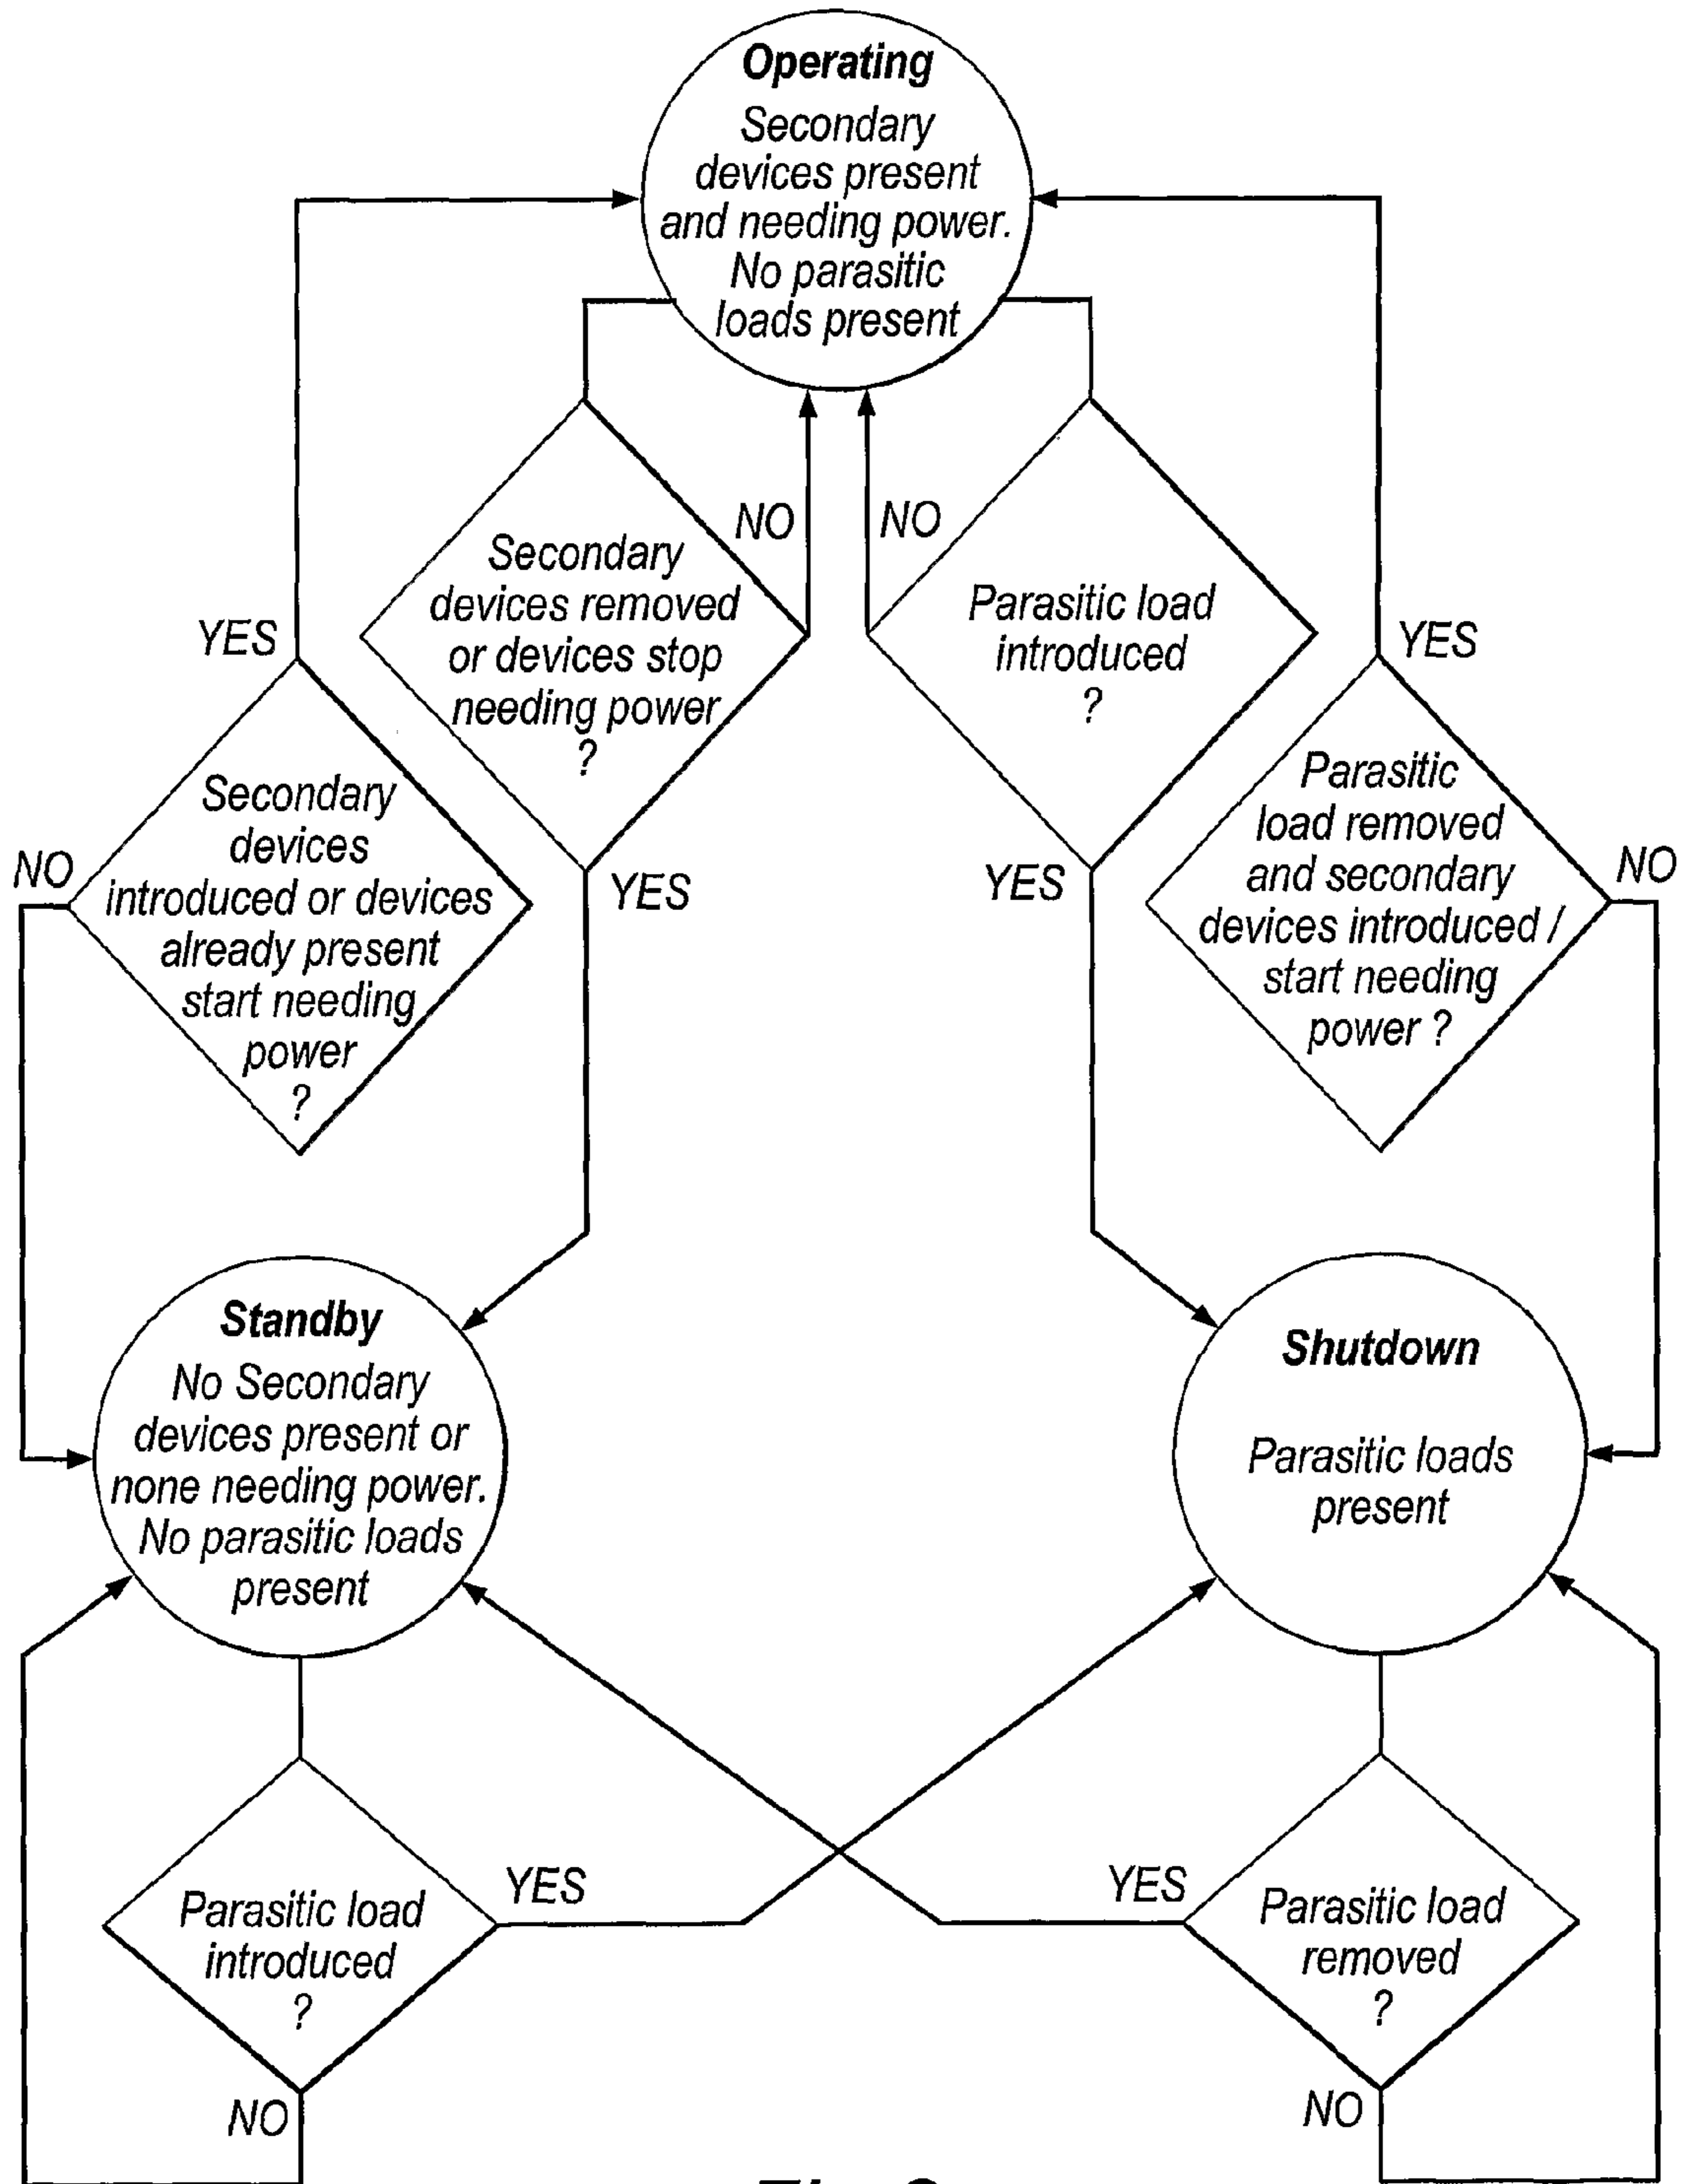 Operating
Secondary
devices present
and needing power.
No parasitic
loads present
NO
NO
Secondary
devices removed
or devices stop
needing power
?
YES
Parasitic load
introduced
?
YES
YES
Secondary
devices
introduced or devices
already present
start needing
power
?
NO
YES
Parasitic
load removed
and secondary
devices introduced /
start needing
power ?
NO
Standby
No Secondary
devices present or
none needing power.
No parasitic loads
present
Shutdown
Parasitic loads
present
Parasitic load
introduced
?
YES
NO
YES
Parasitic load
removed
?
NO